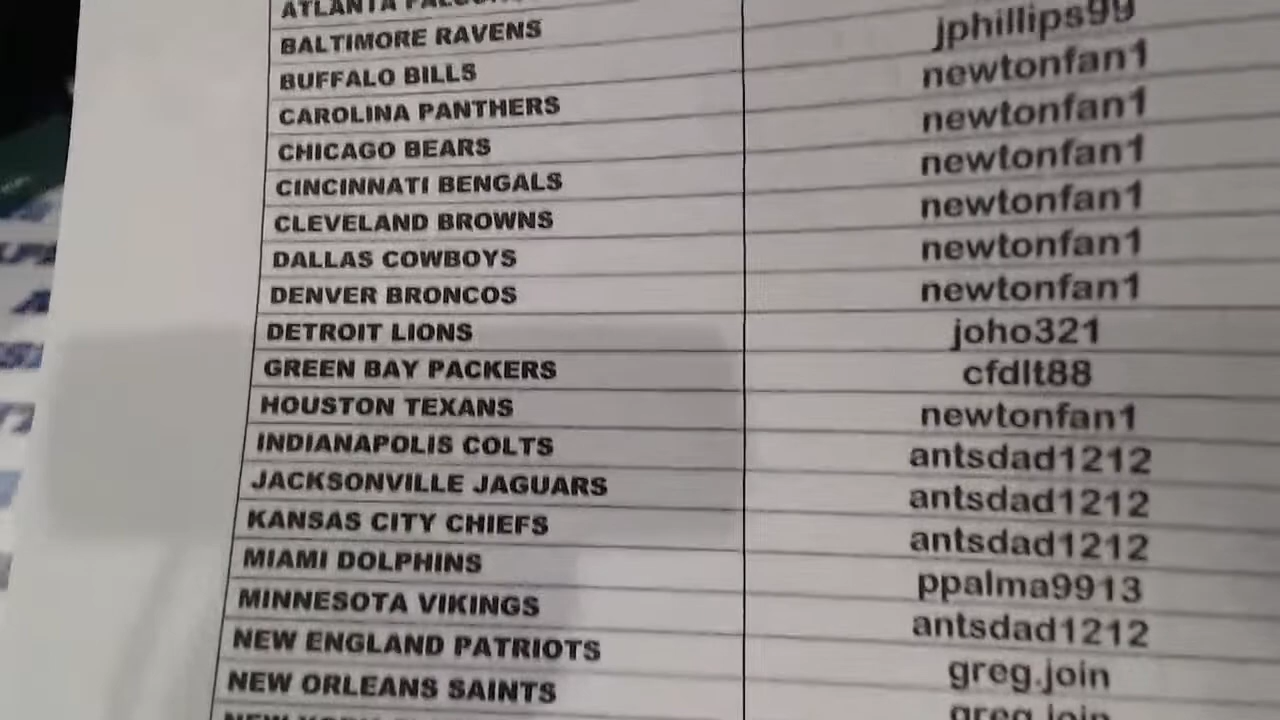 ATLANTA
BALTIMORE RAVENS
BUFFALO BILLS jphillips99
CAROLINA PANTHERS newtonfan1
CHICAGO BEARS newtonfan1
CINCINNATI BENGALS newtonfan1
CLEVELAND BROWNS newtonfan1
DALLAS COWBOYS newtonfan1
DENVER BRONCOS newtonfan1
DETROIT LIONS joho321
GREEN BAY PACKERS cfdlt88
HOUSTON TEXANS newtonfan1
INDIANAPOLIS COLTS antsdad1212
JACKSONVILLE JAGUARS antsdad1212
KANSAS CITY CHIEFS antsdad1212
MIAMI DOLPHINS ppalma9913
MINNESOTA VIKINGS antsdad1212
NEW ENGLAND PATRIOTS greg.join
NEW ORLEANS SAINTS greg.join